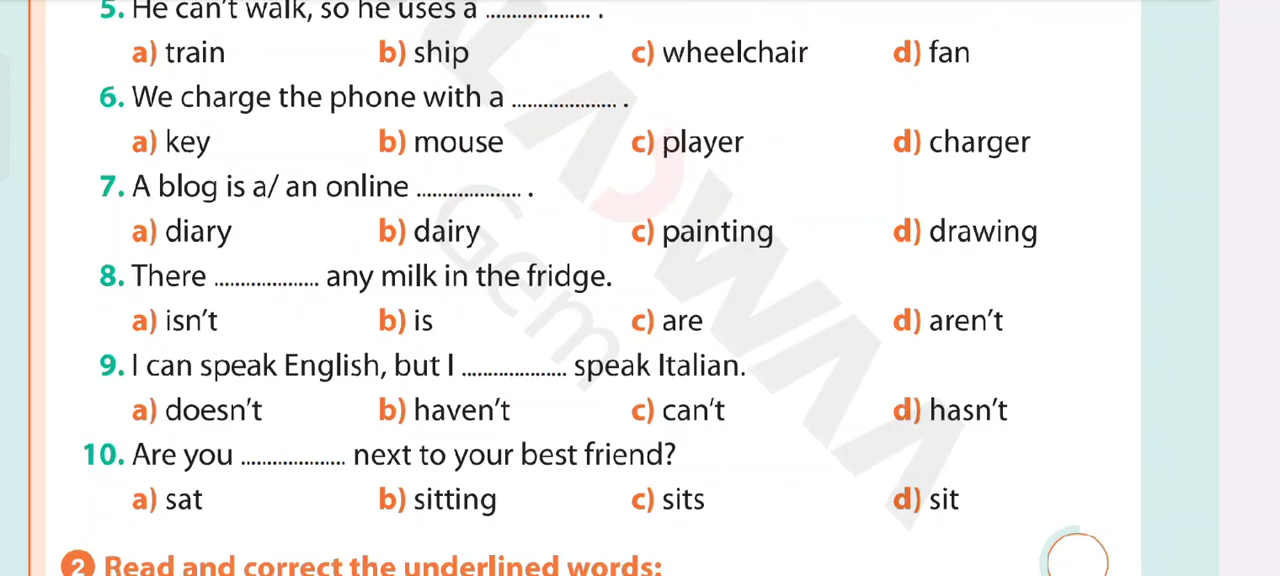 5. He can't walk, so he uses a .................... .
a) train b) ship c) wheelchair d) fan
6. We charge the phone with a .................... .
a) key b) mouse c) player d) charger
7. A blog is a/ an online .................... .
a) diary b) dairy c) painting d) drawing
8. There .................... any milk in the fridge.
a) isn't b) is c) are d) aren't
9. I can speak English, but I .................... speak Italian.
a) doesn't b) haven't c) can't d) hasn't
10. Are you .................... next to your best friend?
a) sat b) sitting c) sits d) sit
2 Read and correct the underlined words:
Gem